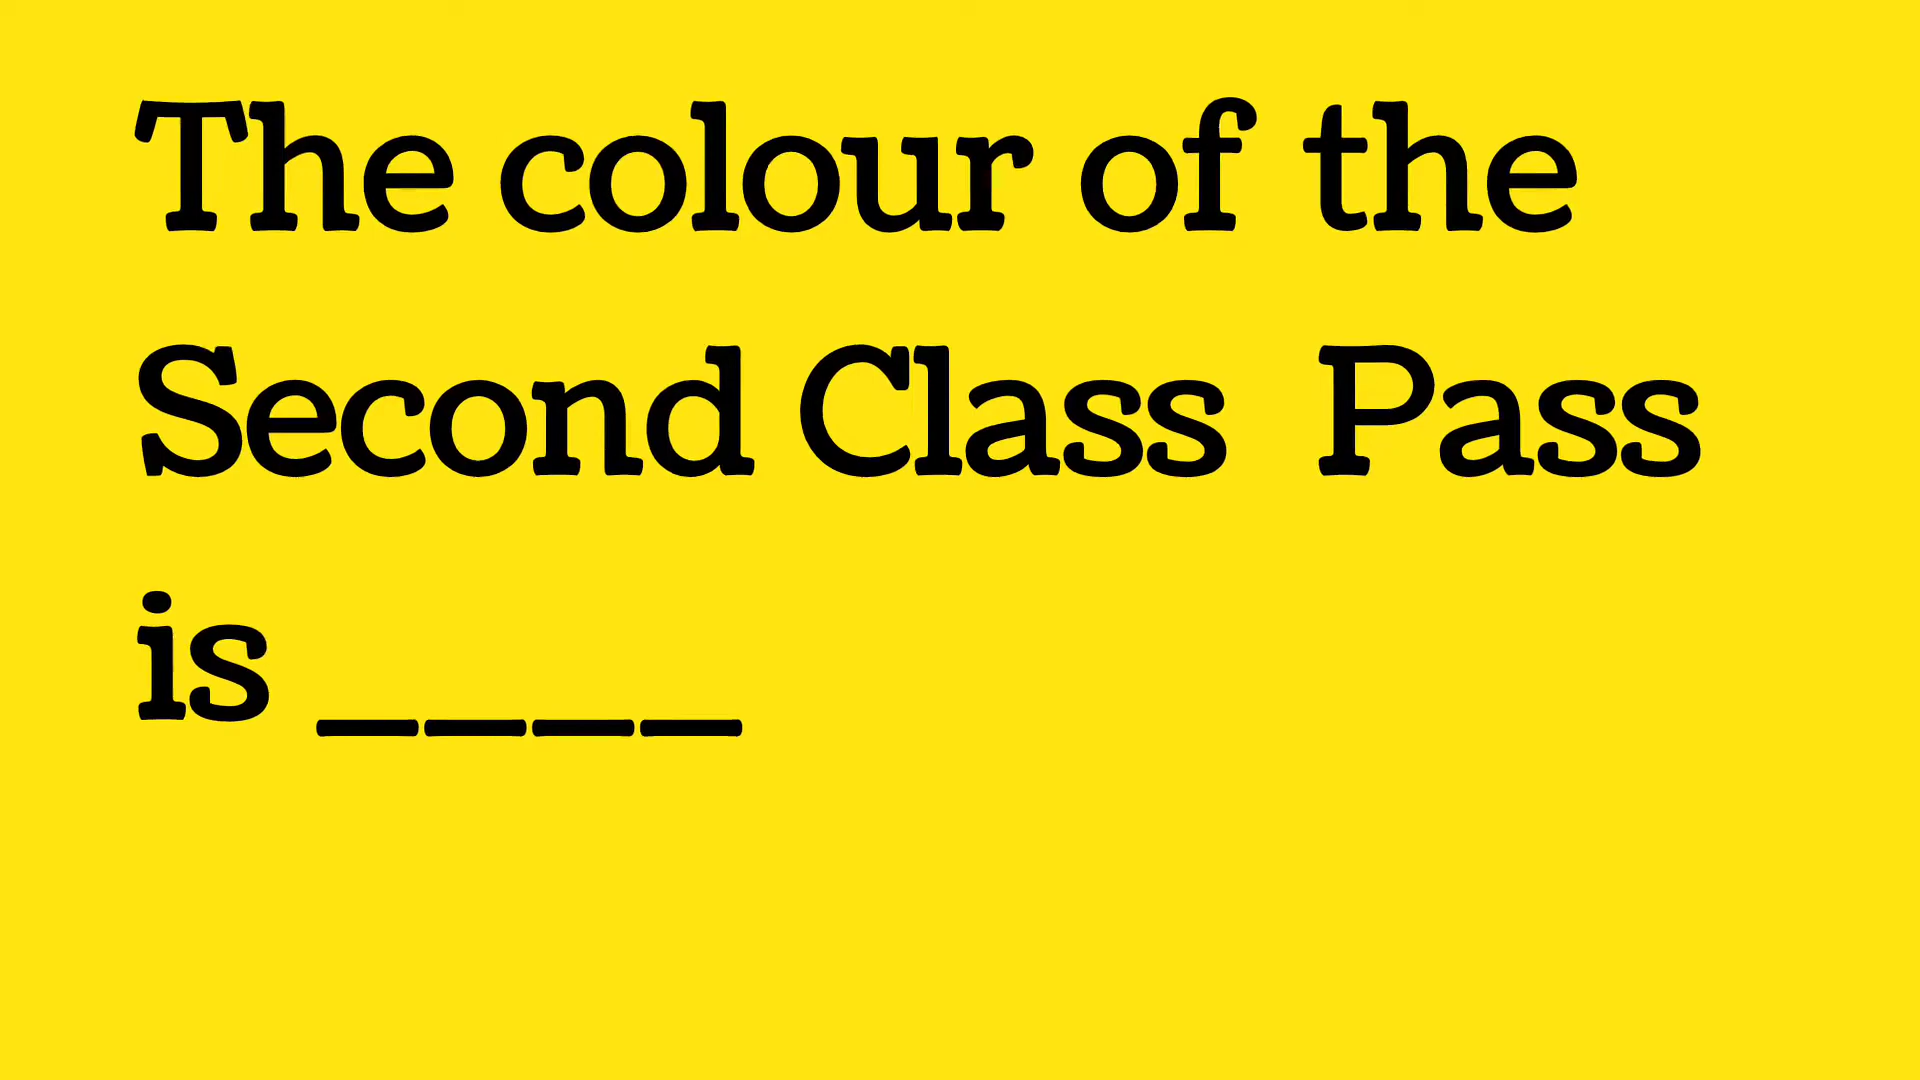 The colour of the
Second Class  Pass
is ____